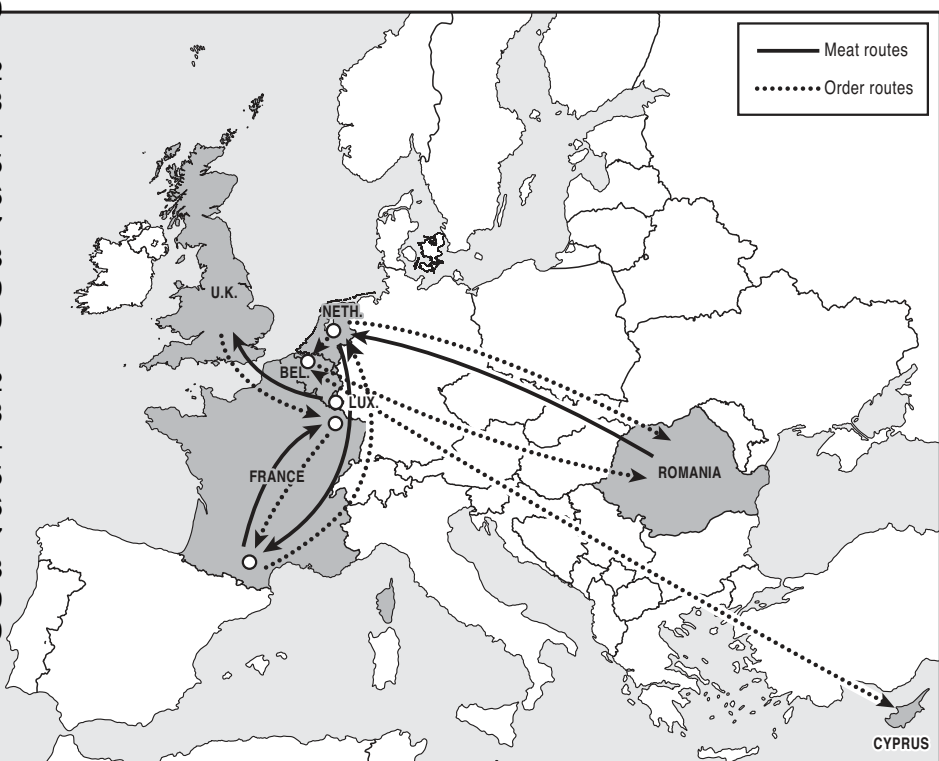 Meat routes
Order routes
U.K.
NETH.
BEL.
LUX.
FRANCE
ROMANIA
CYPRUS